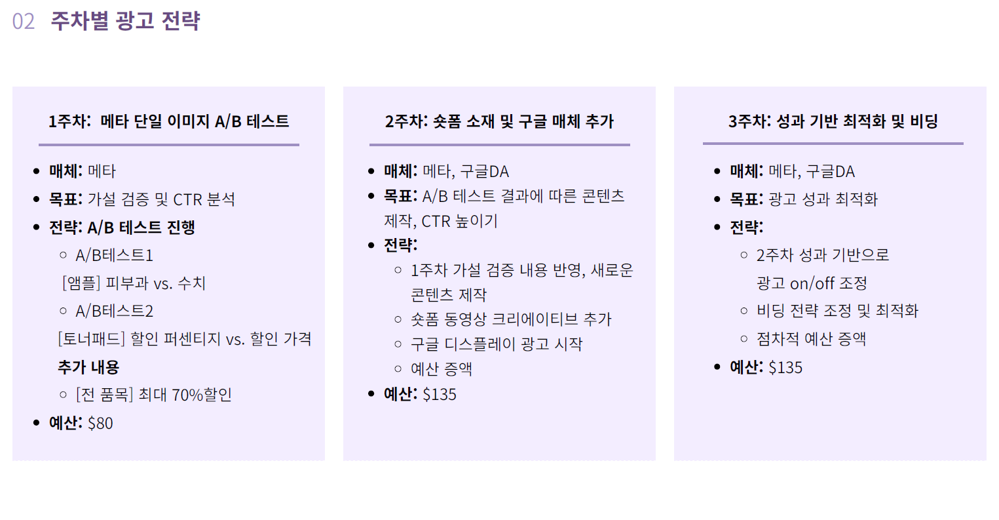 02 주차별 광고 전략
1주차: 메타 단일 이미지 A/B 테스트
• 매체: 메타
• 목표: 가설 검증 및 CTR 분석
• 전략: A/B 테스트 진행
○ A/B테스트1
[앰플] 피부과 vs. 수치
○ A/B테스트2
[토너패드] 할인 퍼센티지 vs. 할인 가격
추가 내용
○ [전 품목] 최대 70%할인
• 예산: $80
2주차: 숏폼 소재 및 구글 매체 추가
• 매체: 메타, 구글DA
• 목표: A/B 테스트 결과에 따른 콘텐츠
제작, CTR 높이기
• 전략:
○ 1주차 가설 검증 내용 반영, 새로운
콘텐츠 제작
○ 숏폼 동영상 크리에이티브 추가
○ 구글 디스플레이 광고 시작
○ 예산 증액
• 예산: $135
3주차: 성과 기반 최적화 및 비딩
• 매체: 메타, 구글DA
• 목표: 광고 성과 최적화
• 전략:
○ 2주차 성과 기반으로
광고 on/off 조정
○ 비딩 전략 조정 및 최적화
○ 점차적 예산 증액
• 예산: $135